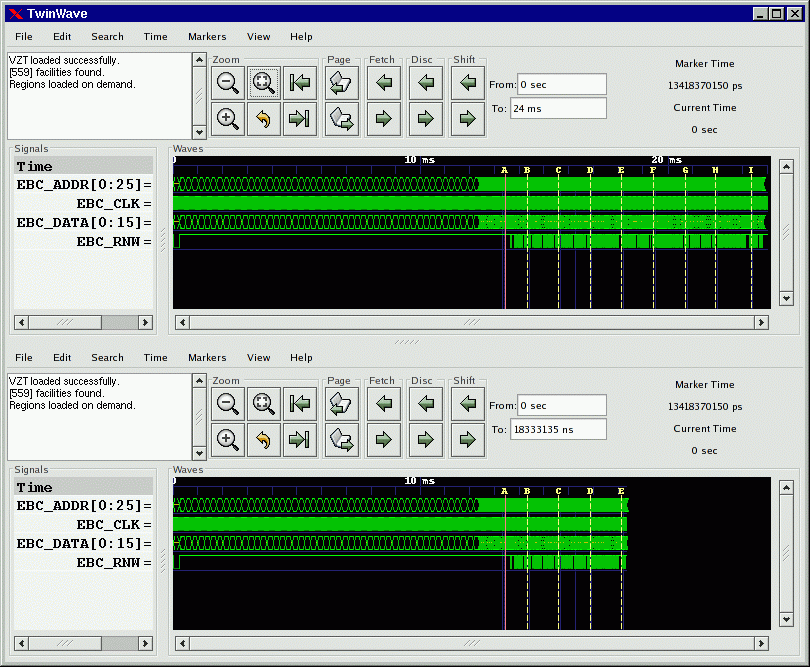 TwinWave
File Edit Search Time Markers View Help
VZT loaded successfully.
[559] facilities found.
Regions loaded on demand.
Zoom Page Fetch Disc Shift
From: 0 sec
To: 24 ms
Marker Time
13418370150 ps
Current Time
0 sec
Signals
Time
EBC_ADDR[0:25]=
EBC_CLK=
EBC_DATA[0:15]=
EBC_RNW=
Waves
0 10 ms 20 ms
A B C D E F G H I
File Edit Search Time Markers View Help
VZT loaded successfully.
[559] facilities found.
Regions loaded on demand.
Zoom Page Fetch Disc Shift
From: 0 sec
To: 18333135 ns
Marker Time
13418370150 ps
Current Time
0 sec
Signals
Time
EBC_ADDR[0:25]=
EBC_CLK=
EBC_DATA[0:15]=
EBC_RNW=
Waves
0 10 ms
A B C D E